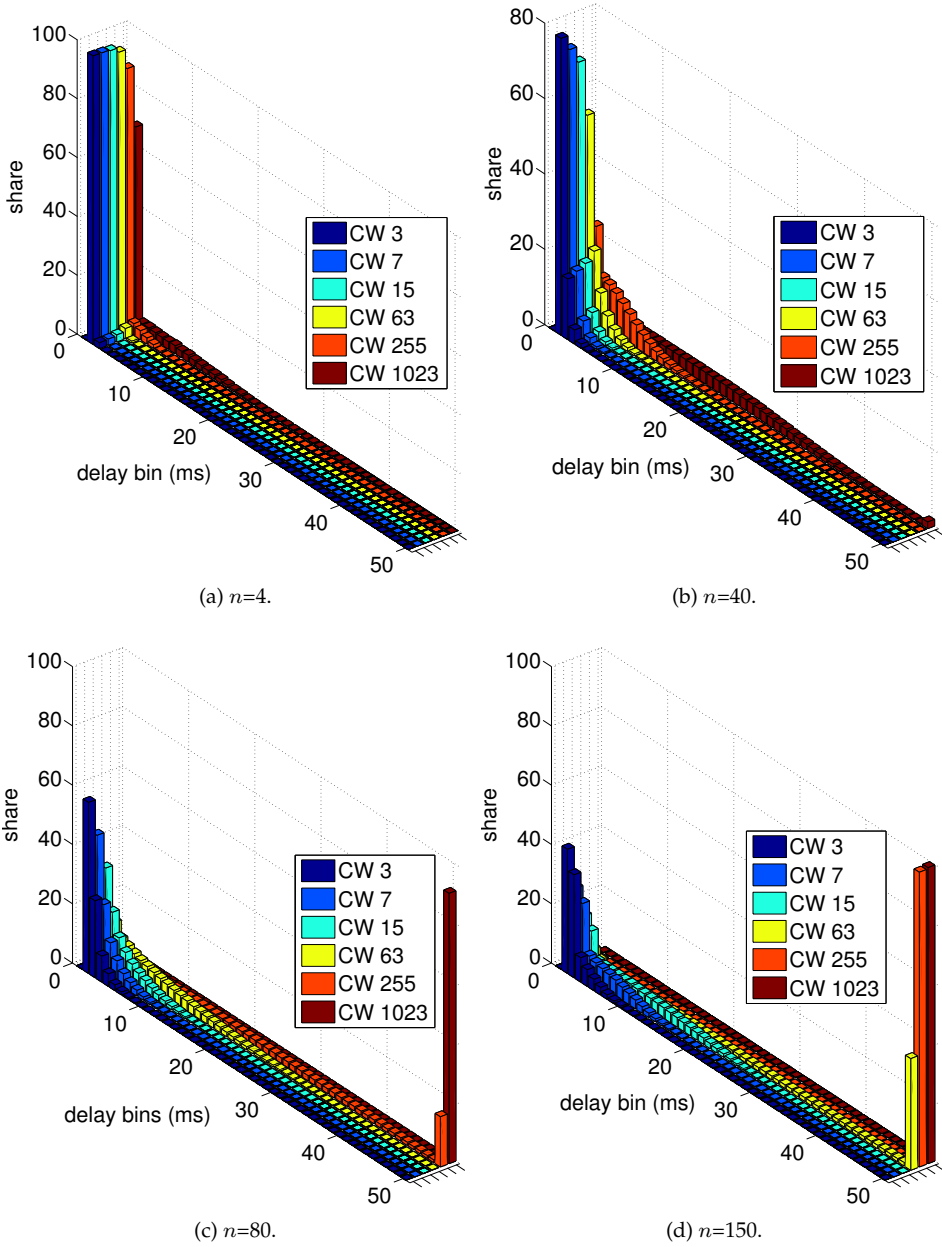 100
80
60
40
20
0
share
0
10
20
30
40
50
delay bin (ms)
CW 3
CW 7
CW 15
CW 63
CW 255
CW 1023
(a) n=4.
80
60
40
20
0
share
0
10
20
30
40
50
delay bin (ms)
CW 3
CW 7
CW 15
CW 63
CW 255
CW 1023
(b) n=40.
100
80
60
40
20
0
share
0
10
20
30
40
50
delay bins (ms)
CW 3
CW 7
CW 15
CW 63
CW 255
CW 1023
(c) n=80.
100
80
60
40
20
0
share
0
10
20
30
40
50
delay bin (ms)
CW 3
CW 7
CW 15
CW 63
CW 255
CW 1023
(d) n=150.